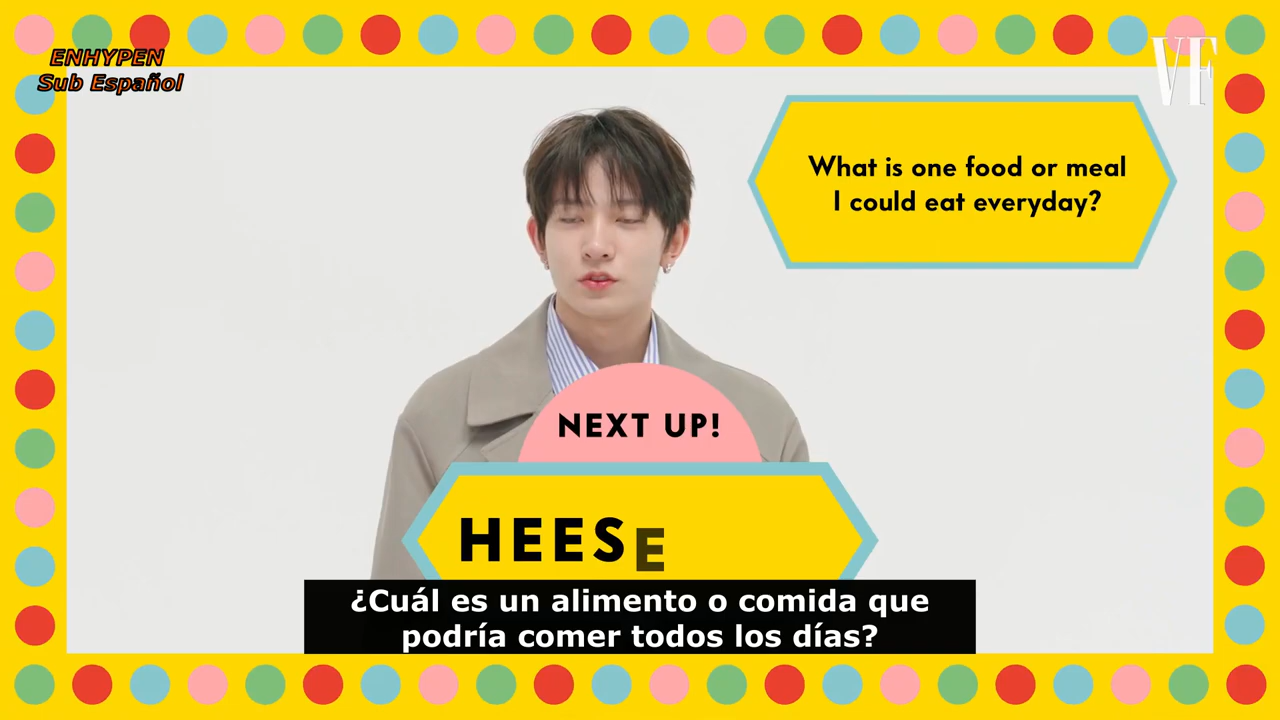 ENHYPEN
Sub Español
VF
What is one food or meal
I could eat everyday?
NEXT UP!
HEESE
¿Cuál es un alimento o comida que
podría comer todos los días?